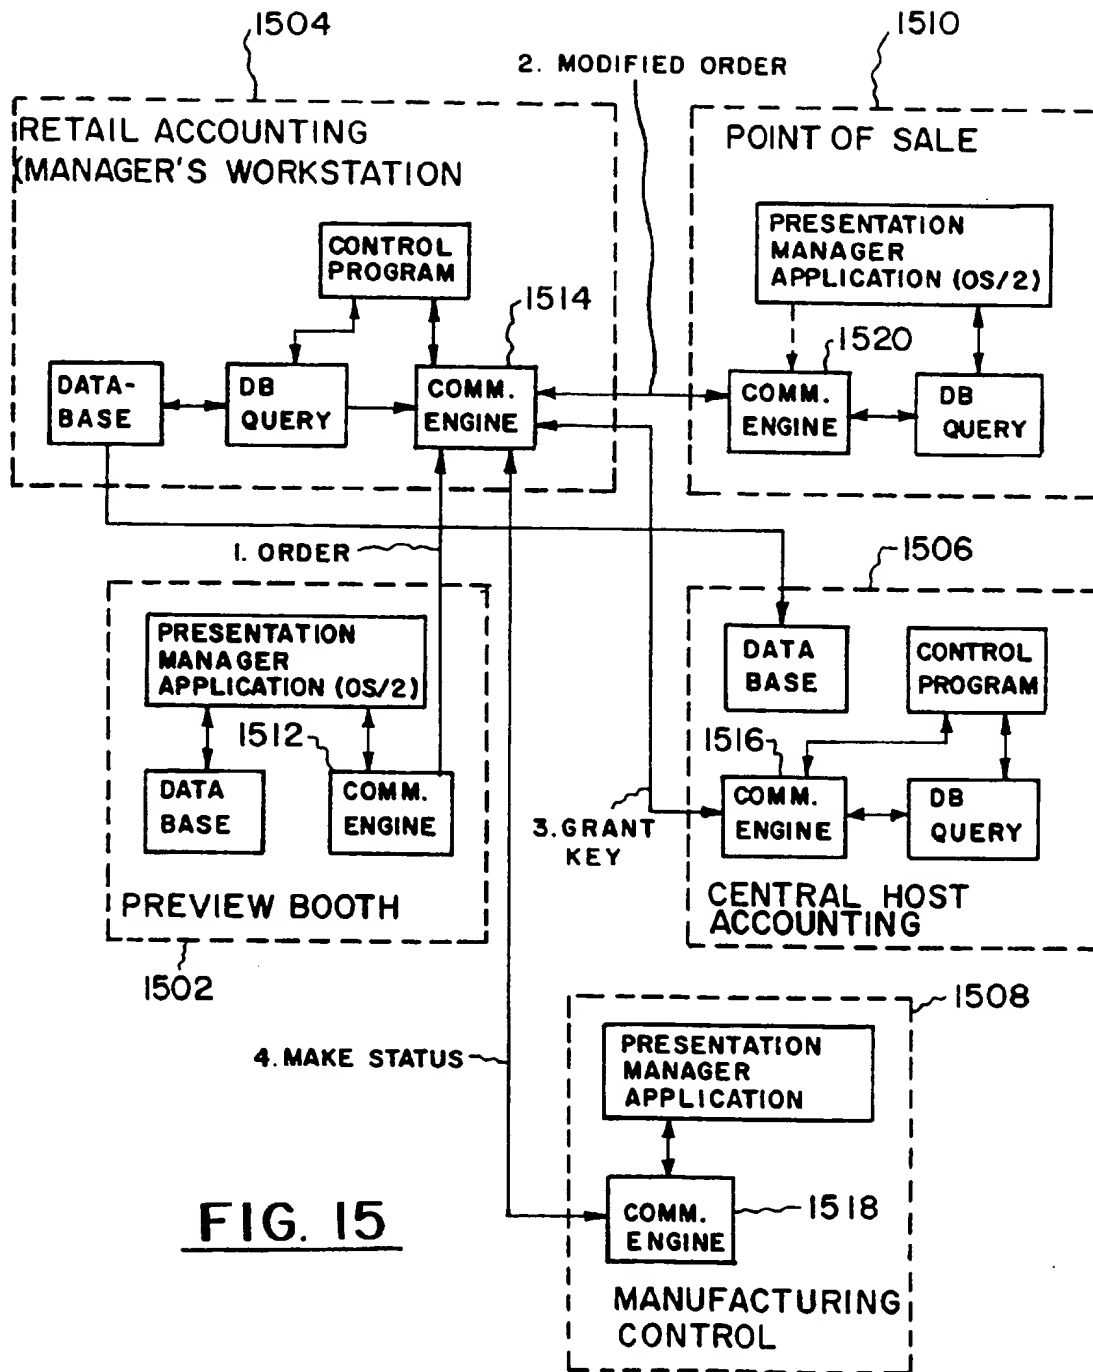 1504
1510
2. MODIFIED ORDER
RETAIL ACCOUNTING
(MANAGER'S WORKSTATION
POINT OF SALE
CONTROL
PROGRAM
PRESENTATION
MANAGER
APPLICATION (OS/2)
1514
1520
DATA-
BASE
DB
QUERY
COMM.
ENGINE
COMM.
ENGINE
DB
QUERY
1. ORDER
1506
PRESENTATION
MANAGER
APPLICATION (OS/2)
DATA
BASE
CONTROL
PROGRAM
1512
1516
DATA
BASE
COMM.
ENGINE
COMM.
ENGINE
DB
QUERY
3. GRANT
KEY
PREVIEW BOOTH
CENTRAL HOST
ACCOUNTING
1502
1508
4. MAKE STATUS
PRESENTATION
MANAGER
APPLICATION
COMM.
ENGINE
1518
FIG. 15
MANUFACTURING
CONTROL